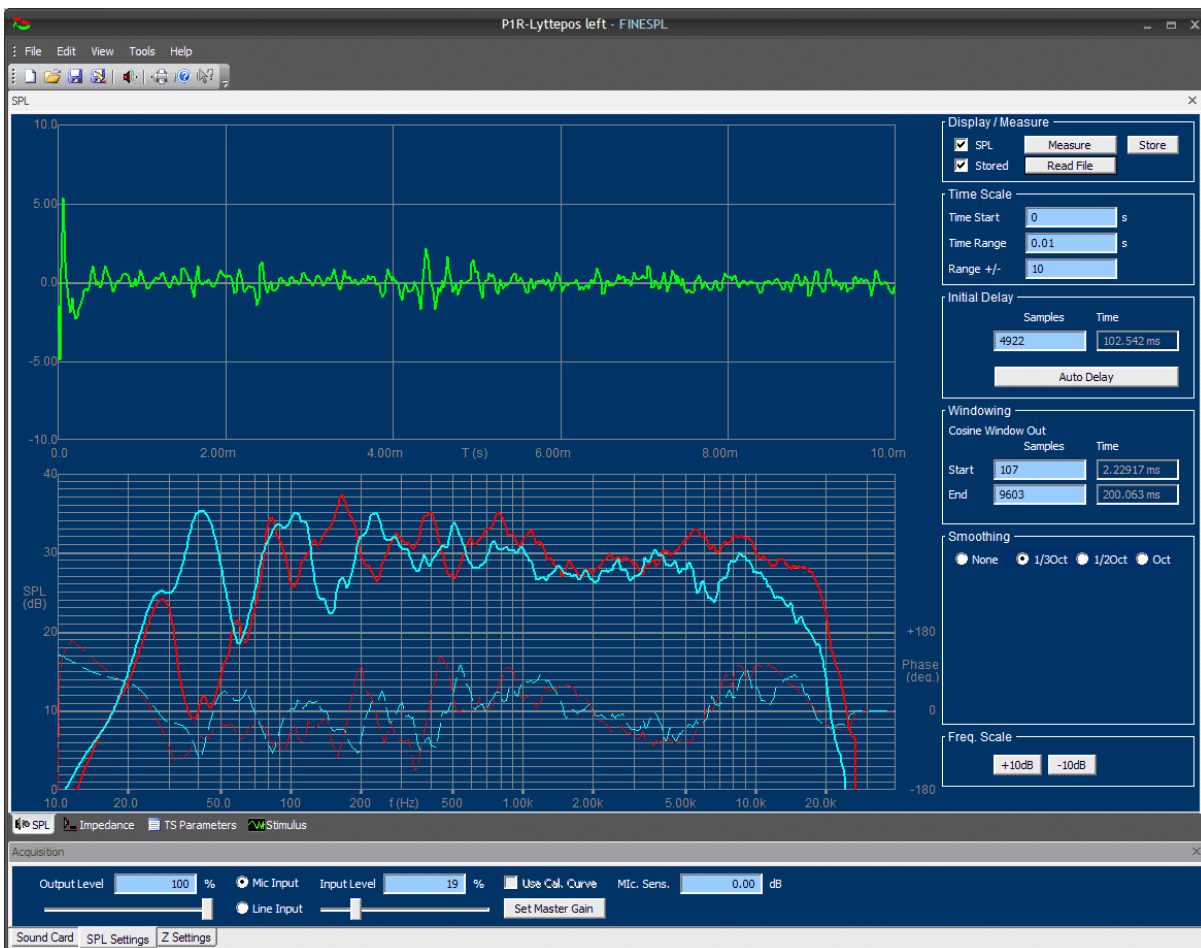 P1R-Lyttepos left - FINESPL
File Edit View Tools Help
SPL
10.0
5.00
0.0
-5.00
-10.0
0.0 2.00m 4.00m T (s) 6.00m 8.00m 10.0m
40
30
SPL
(dB)
20
10
0
+180
Phase
(deg.)
0
-180
10.0 20.0 50.0 100 200 f (Hz) 500 1.00k 2.00k 5.00k 10.0k 20.0k
Display / Measure
SPL Measure Store
Stored Read File
Time Scale
Time Start 0 s
Time Range 0.01 s
Range +/- 10
Initial Delay
Samples Time
4922 102.542 ms
Auto Delay
Windowing
Cosine Window Out
Samples Time
Start 107 2.22917 ms
End 9603 200.063 ms
Smoothing
None 1/3Oct 1/2Oct Oct
Freq. Scale
+10dB -10dB
SPL Impedance TS Parameters Stimulus
Acquisition
Output Level 100 % Mic Input Input Level 19 % Use Cal. Curve MIc. Sens. 0.00 dB
Line Input Set Master Gain
Sound Card SPL Settings Z Settings